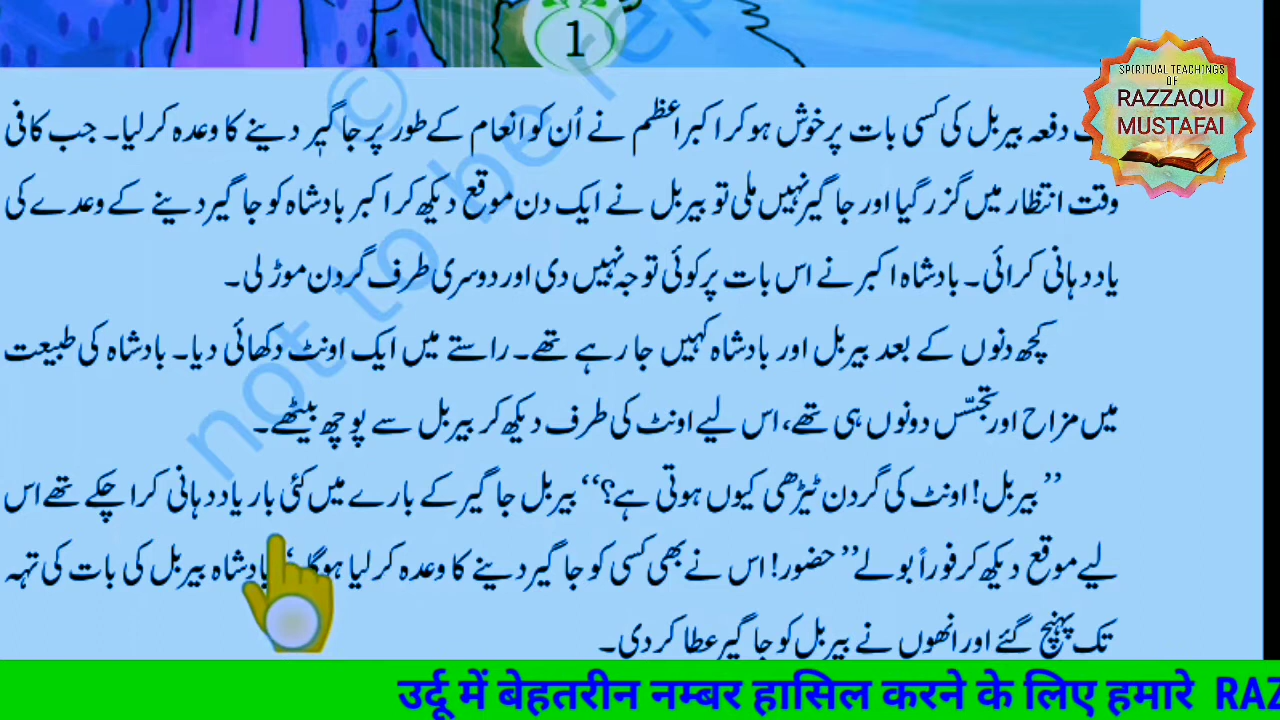 1
SPIRITUAL TEACHINGS
OF
RAZZAQUI
MUSTAFAI
دفعہ بیربل کی کسی بات پر خوش ہوکر اکبر اعظم نے اُن کو انعام کے طور پر جاگیر دینے کا وعدہ کرلیا۔ جب کافی
وقت انتظار میں گزر گیا اور جاگیر نہیں ملی تو بیربل نے ایک دن موقع دیکھ کر اکبر بادشاہ کو جاگیر دینے کے وعدے کی
یاد دہانی کرائی۔ بادشاہ اکبر نے اس بات پر کوئی توجہ نہیں دی اور دوسری طرف گردن موڑ لی۔
کچھ دنوں کے بعد بیربل اور بادشاہ کہیں جا رہے تھے۔ راستے میں ایک اونٹ دکھائی دیا۔ بادشاہ کی طبیعت
میں مزاح اور تجسّس دونوں ہی تھے، اس لیے اونٹ کی طرف دیکھ کر بیربل سے پوچھ بیٹھے۔
’’بیربل! اونٹ کی گردن ٹیڑھی کیوں ہوتی ہے؟‘‘ بیربل جاگیر کے بارے میں کئی بار یاد دہانی کرا چکے تھے اس
لیے موقع دیکھ کر فوراً بولے ’’حضور! اس نے بھی کسی کو جاگیر دینے کا وعدہ کر لیا ہوگا‘‘ بادشاہ بیربل کی بات کی تہہ
تک پہنچ گئے اور انھوں نے بیربل کو جاگیر عطا کر دی۔
© not to be rep
उर्दू में बेहतरीन नम्बर हासिल करने के लिए हमारे RAZ